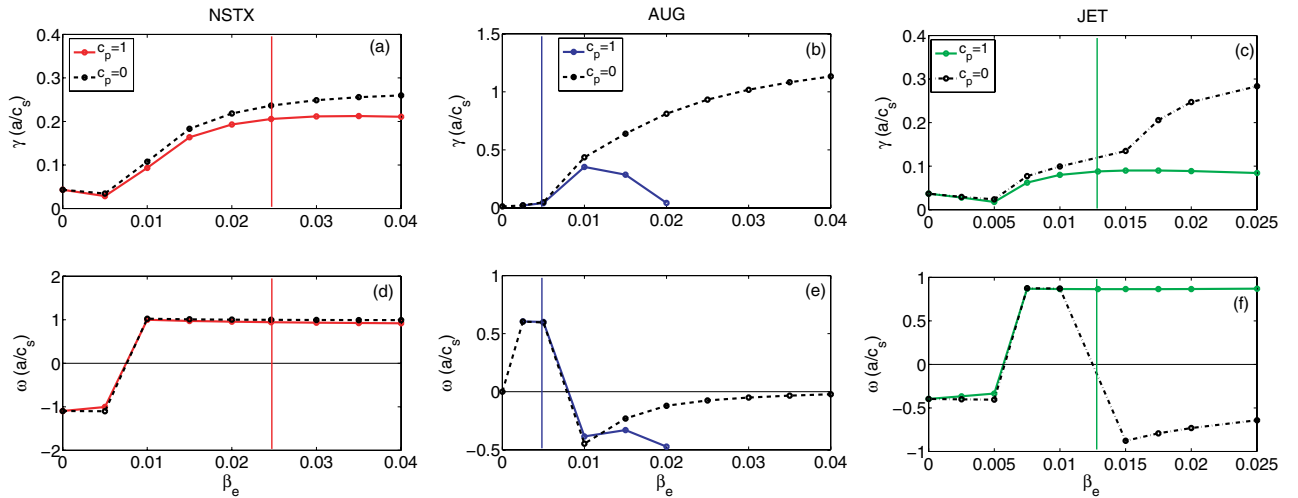 NSTX
AUG
JET
(a)
c_p=1
c_p=0
γ (a/c_s)
0.4
0.3
0.2
0.1
0
0 0.01 0.02 0.03 0.04
(b)
c_p=1
c_p=0
γ (a/c_s)
1.5
1
0.5
0
0 0.01 0.02 0.03 0.04
(c)
c_p=1
c_p=0
γ (a/c_s)
0.4
0.3
0.2
0.1
0
0 0.005 0.01 0.015 0.02 0.025
(d)
ω (a/c_s)
2
1
0
−1
−2
0 0.01 0.02 0.03 0.04
β_e
(e)
ω (a/c_s)
1
0.5
0
−0.5
0 0.01 0.02 0.03 0.04
β_e
(f)
ω (a/c_s)
1
0.5
0
−0.5
−1
0 0.005 0.01 0.015 0.02 0.025
β_e